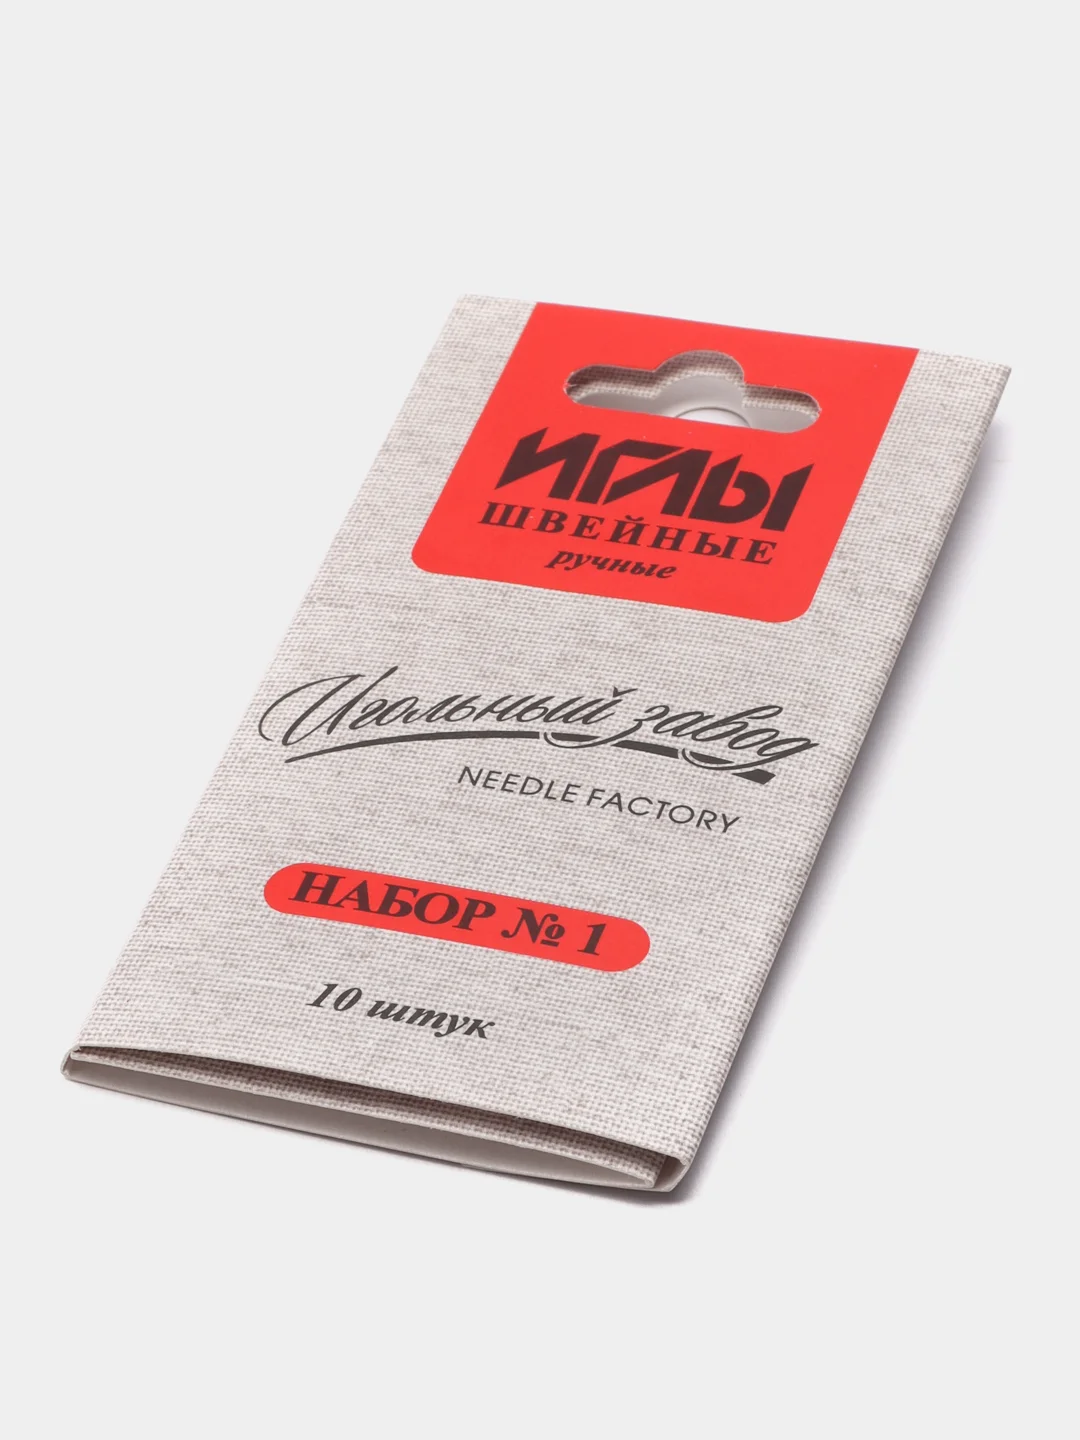 ИГЛЫ
ШВЕЙНЫЕ
ручные
Игольный завод
NEEDLE FACTORY
НАБОР № 1
10 штук